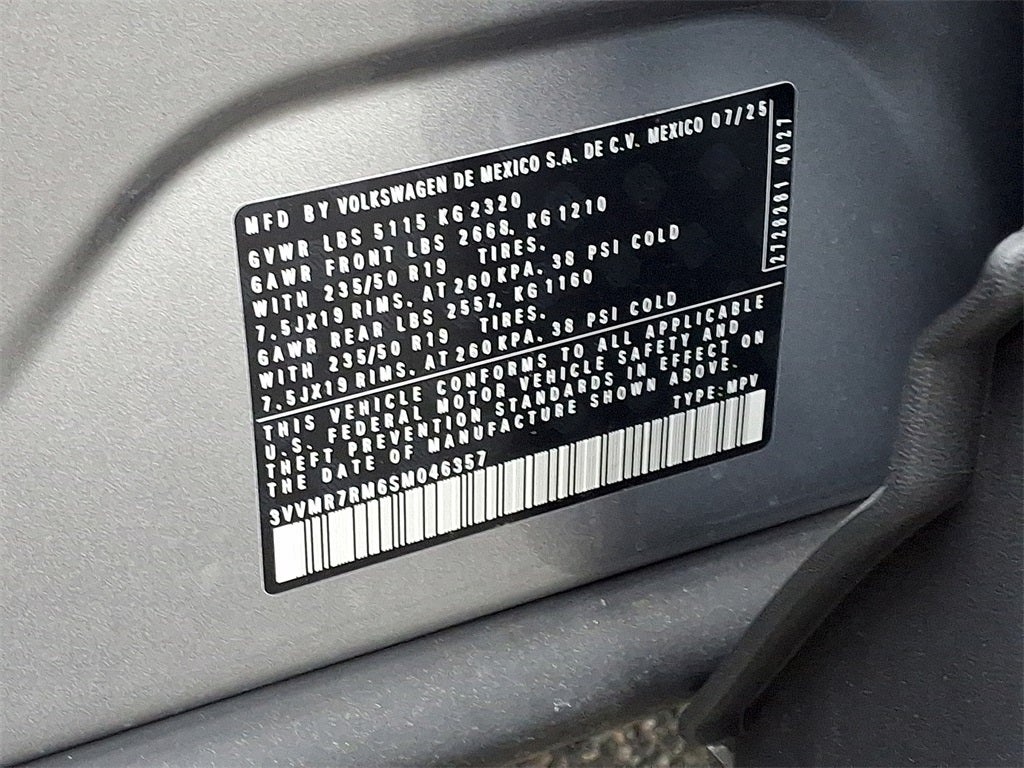 MFD BY VOLKSWAGEN DE MEXICO S.A. DE C.V. MEXICO 07/25
GVWR LBS 5115 KG 2320
GAWR FRONT LBS 2668. KG 1210
WITH 235/50 R19 TIRES.
7.5JX19 RIMS. AT 260 KPA. 38 PSI COLD
GAWR REAR LBS 2557. KG 1160
WITH 235/50 R19 TIRES.
7.5JX19 RIMS. AT 260KPA. 38 PSI COLD
2728281 4027
THIS VEHICLE CONFORMS TO ALL APPLICABLE
U.S. FEDERAL MOTOR VEHICLE SAFETY AND
THEFT PREVENTION STANDARDS IN EFFECT ON
THE DATE OF MANUFACTURE SHOWN ABOVE.
3VVMR7RM6SM046357 TYPE:MPV